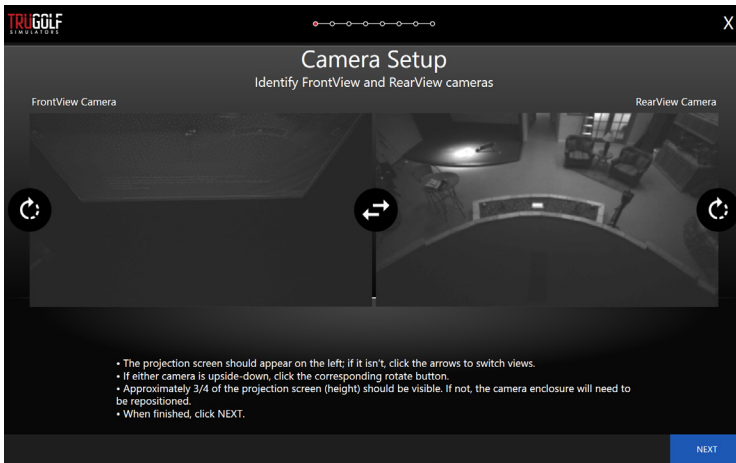 TRUGOLF
SIMULATORS
X
Camera Setup
Identify FrontView and RearView cameras
FrontView Camera
RearView Camera
• The projection screen should appear on the left; if it isn't, click the arrows to switch views.
• If either camera is upside-down, click the corresponding rotate button.
• Approximately 3/4 of the projection screen (height) should be visible. If not, the camera enclosure will need to
be repositioned.
• When finished, click NEXT.
NEXT